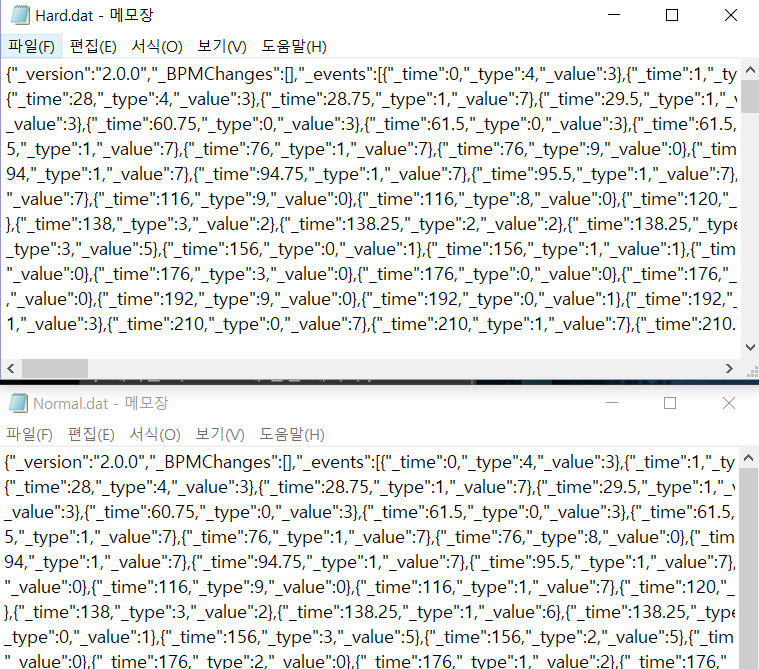 Hard.dat - 메모장
파일(F) 편집(E) 서식(O) 보기(V) 도움말(H)
{"_version":"2.0.0","_BPMChanges":[],"_events":[{"_time":0,"_type":4,"_value":3},{"_time":1,"_ty
{"_time":28,"_type":4,"_value":3},{"_time":28.75,"_type":1,"_value":7},{"_time":29.5,"_type":1,"_v
_value":3},{"_time":60.75,"_type":0,"_value":3},{"_time":61.5,"_type":0,"_value":3},{"_time":61.5,
5,"_type":1,"_value":7},{"_time":76,"_type":1,"_value":7},{"_time":76,"_type":9,"_value":0},{"_tim
94,"_type":1,"_value":7},{"_time":94.75,"_type":1,"_value":7},{"_time":95.5,"_type":1,"_value":7},
_value":7},{"_time":116,"_type":9,"_value":0},{"_time":116,"_type":8,"_value":0},{"_time":120,"_
},{"_time":138,"_type":3,"_value":2},{"_time":138.25,"_type":2,"_value":2},{"_time":138.25,"_type
_type":3,"_value":5},{"_time":156,"_type":0,"_value":1},{"_time":156,"_type":1,"_value":1},{"_tim
"_value":0},{"_time":176,"_type":3,"_value":0},{"_time":176,"_type":0,"_value":0},{"_time":176,"_
,"_value":0},{"_time":192,"_type":9,"_value":0},{"_time":192,"_type":0,"_value":1},{"_time":192,"_
1,"_value":3},{"_time":210,"_type":0,"_value":7},{"_time":210,"_type":1,"_value":7},{"_time":210.
Normal.dat - 메모장
파일(F) 편집(E) 서식(O) 보기(V) 도움말(H)
{"_version":"2.0.0","_BPMChanges":[],"_events":[{"_time":0,"_type":4,"_value":3},{"_time":1,"_ty
{"_time":28,"_type":4,"_value":3},{"_time":28.75,"_type":1,"_value":7},{"_time":29.5,"_type":1,"_v
_value":3},{"_time":60.75,"_type":0,"_value":3},{"_time":61.5,"_type":0,"_value":3},{"_time":61.5,
5,"_type":1,"_value":7},{"_time":76,"_type":1,"_value":7},{"_time":76,"_type":8,"_value":0},{"_tim
94,"_type":1,"_value":7},{"_time":94.75,"_type":1,"_value":7},{"_time":95.5,"_type":1,"_value":7},
"_value":0},{"_time":116,"_type":9,"_value":0},{"_time":116,"_type":1,"_value":7},{"_time":120,"_
},{"_time":138,"_type":3,"_value":2},{"_time":138.25,"_type":1,"_value":6},{"_time":138.25,"_type
_type":0,"_value":1},{"_time":156,"_type":3,"_value":5},{"_time":156,"_type":2,"_value":5},{"_tim
"_value":0},{"_time":176,"_type":2,"_value":0},{"_time":176,"_type":1,"_value":2},{"_time":176,"_